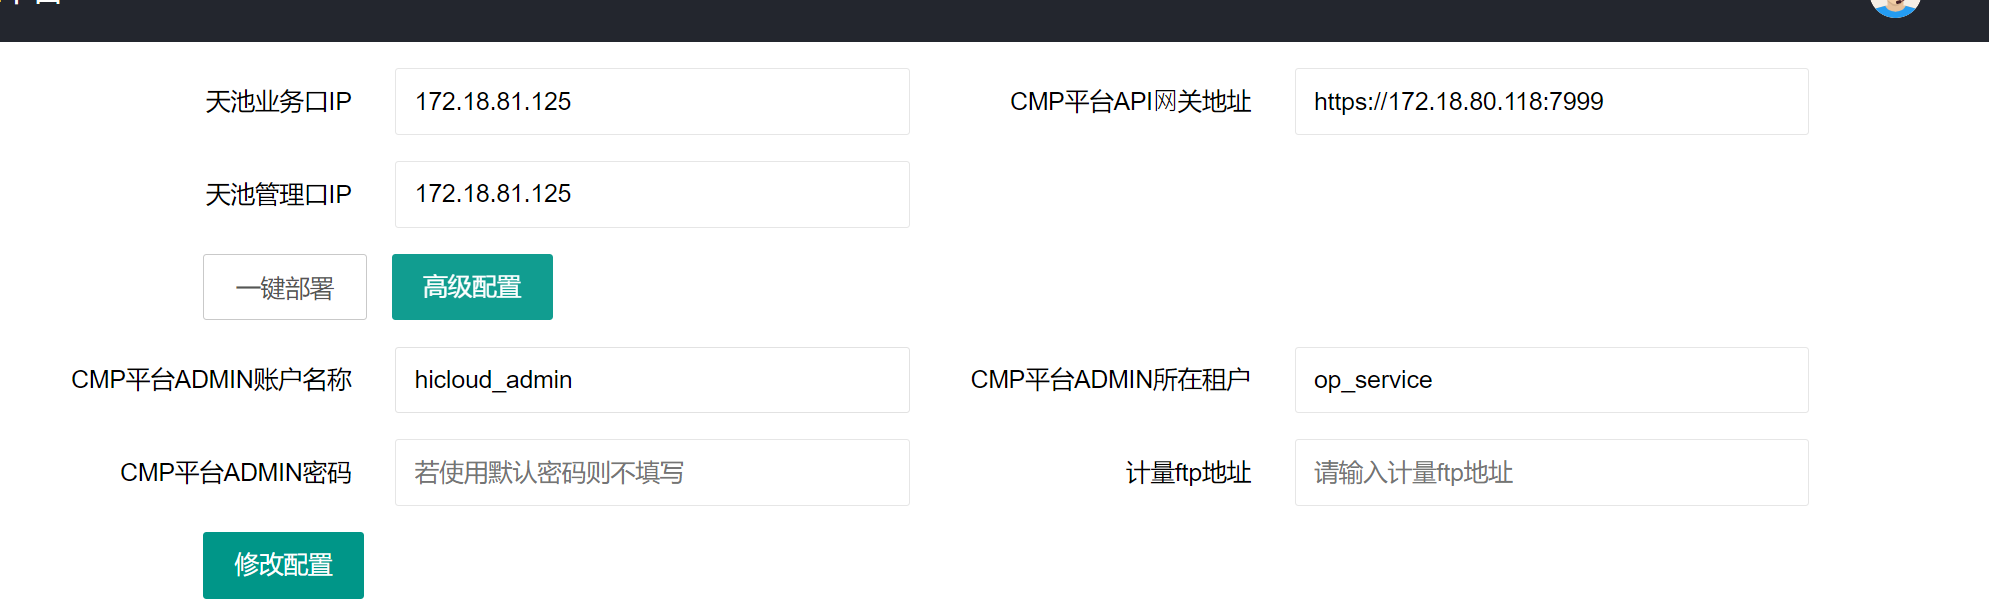 天池业务口IP 172.18.81.125 CMP平台API网关地址 https://172.18.80.118:7999
天池管理口IP 172.18.81.125
一键部署 高级配置
CMP平台ADMIN账户名称 hicloud_admin CMP平台ADMIN所在租户 op_service
CMP平台ADMIN密码 若使用默认密码则不填写 计量ftp地址 请输入计量ftp地址
修改配置